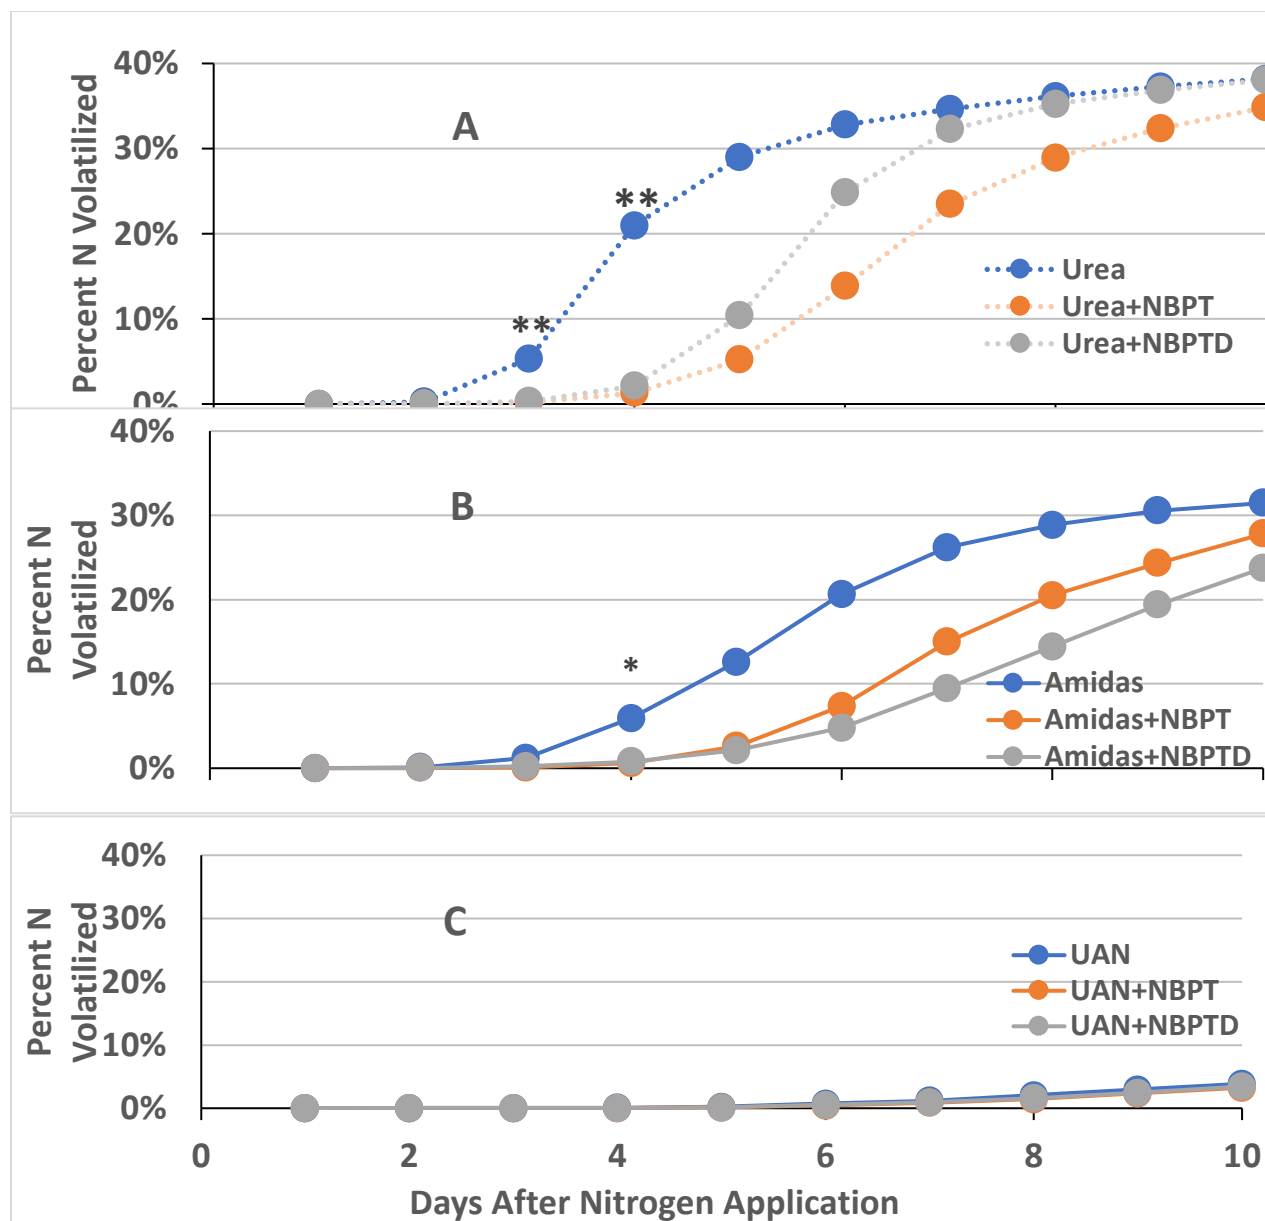 Percent N Volatilized
40%
30%
20%
10%
0%
A
**
**
Urea
Urea+NBPT
Urea+NBPTD
Percent N
Volatilized
40%
30%
20%
10%
0%
B
*
Amidas
Amidas+NBPT
Amidas+NBPTD
Percent N
Volatilized
40%
30%
20%
10%
0%
C
UAN
UAN+NBPT
UAN+NBPTD
0 2 4 6 8 10
Days After Nitrogen Application